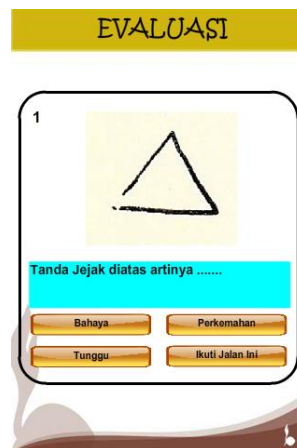 EVALUASI
1
Tanda Jejak diatas artinya .......
Bahaya
Perkemahan
Tunggu
Ikuti Jalan Ini